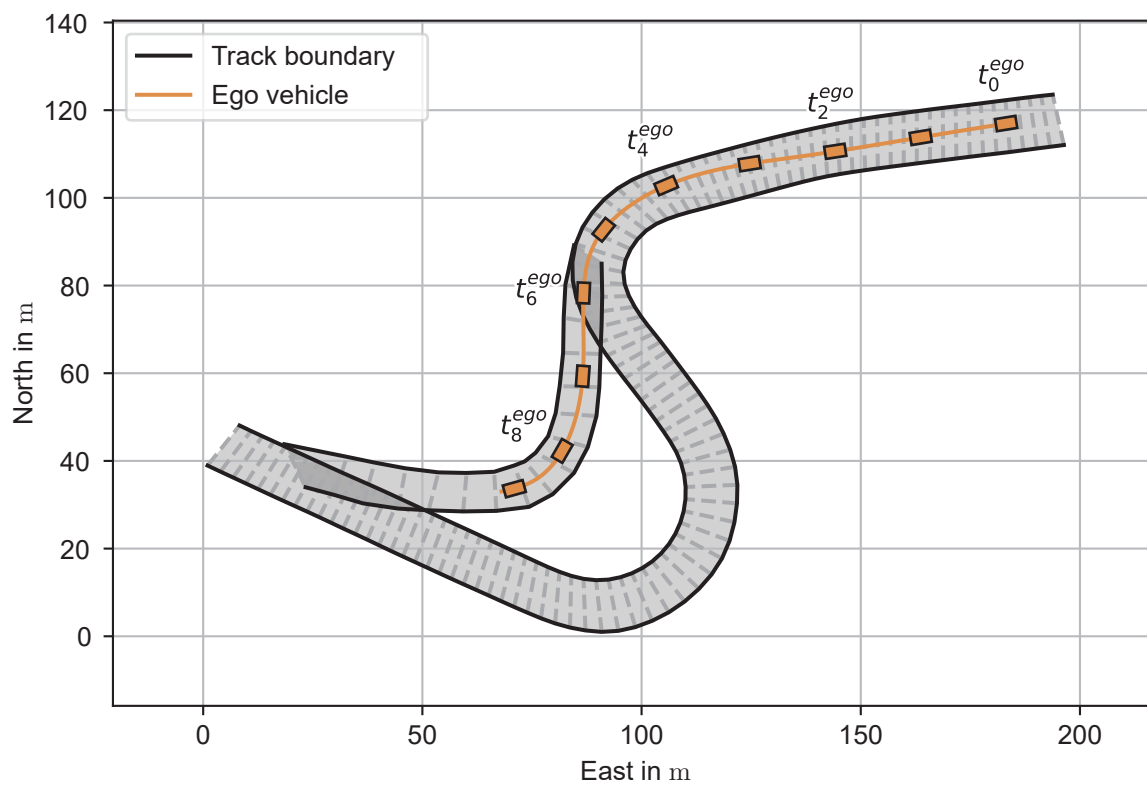 140
120
100
80
60
40
20
0
North in m
Track boundary
Ego vehicle
t_0^{ego}
t_2^{ego}
t_4^{ego}
t_6^{ego}
t_8^{ego}
0 50 100 150 200
East in m